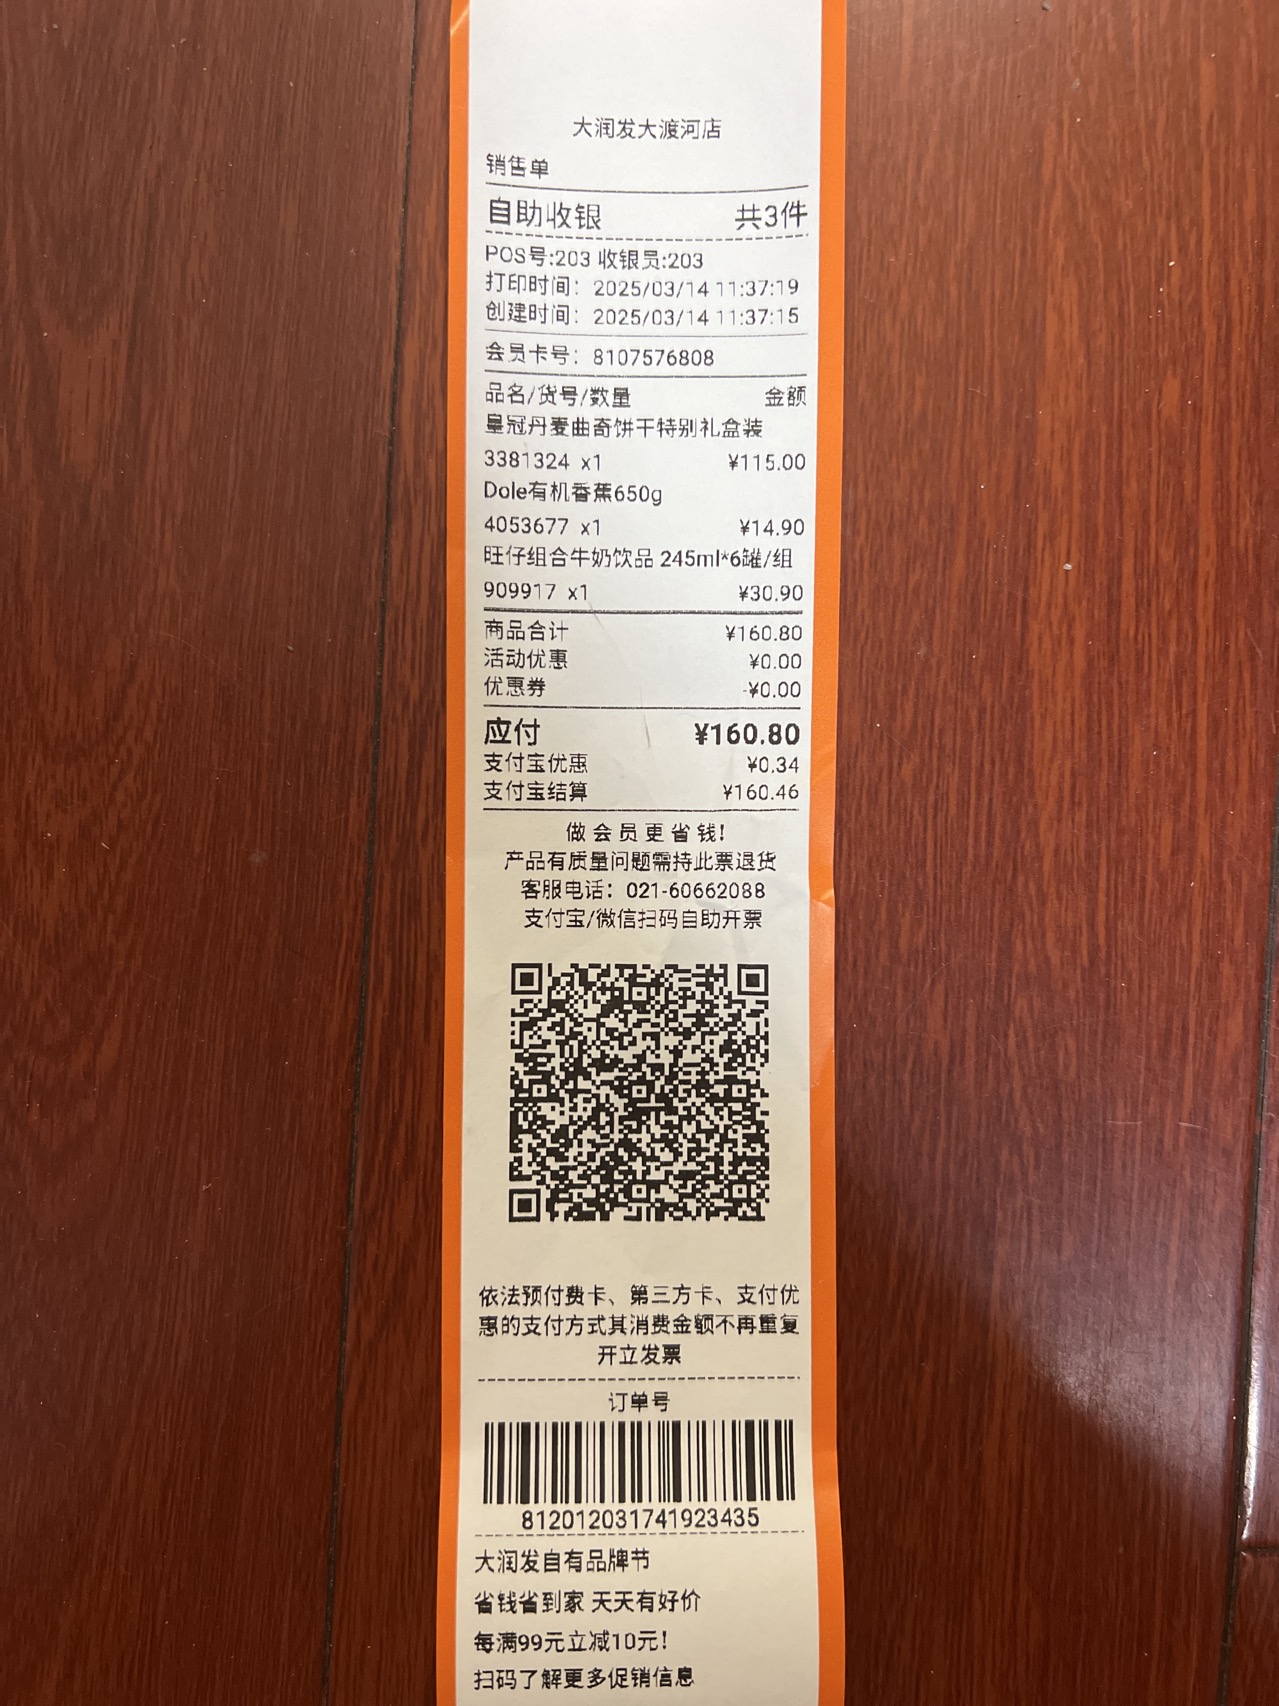 大润发大渡河店
销售单
自助收银 共3件
POS号:203 收银员:203
打印时间： 2025/03/14 11:37:19
创建时间： 2025/03/14 11:37:15
会员卡号： 8107576808
品名/货号/数量 金额
皇冠丹麦曲奇饼干特别礼盒装
3381324 x1 ¥115.00
Dole有机香蕉650g
4053677 x1 ¥14.90
旺仔组合牛奶饮品 245ml*6罐/组
909917 x1 ¥30.90
商品合计 ¥160.80
活动优惠 ¥0.00
优惠券 -¥0.00
应付 ¥160.80
支付宝优惠 ¥0.34
支付宝结算 ¥160.46
做会员更省钱!
产品有质量问题需持此票退货
客服电话： 021-60662088
支付宝/微信扫码自助开票
依法预付费卡、第三方卡、支付优
惠的支付方式其消费金额不再重复
开立发票
订单号
812012031741923435
大润发自有品牌节
省钱省到家 天天有好价
每满99元立减10元!
扫码了解更多促销信息